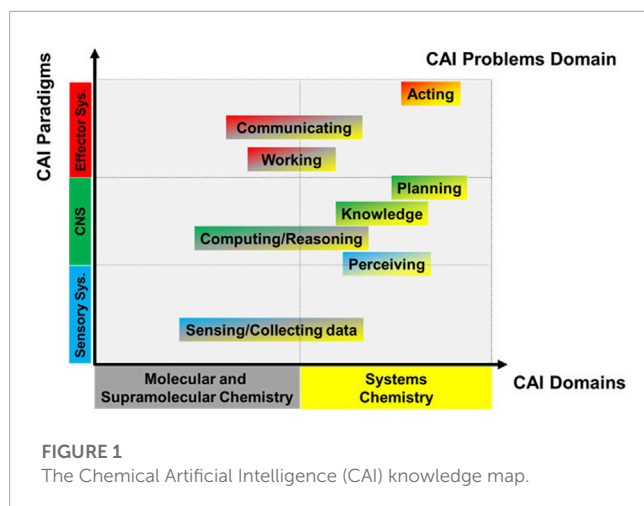 CAI Problems Domain
CAI Paradigms
Effector Sys.
CNS
Sensory Sys.
Acting
Communicating
Working
Planning
Knowledge
Computing/Reasoning
Perceiving
Sensing/Collecting data
Molecular and
Supramolecular Chemistry
Systems
Chemistry
CAI Domains
FIGURE 1
The Chemical Artificial Intelligence (CAI) knowledge map.